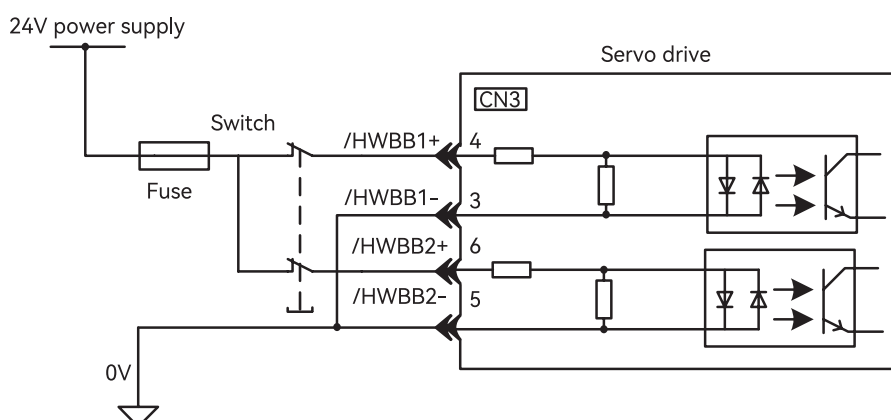 24V power supply
Servo drive
CN3
Switch
Fuse
/HWBB1+
4
/HWBB1-
3
/HWBB2+
6
/HWBB2-
5
0V